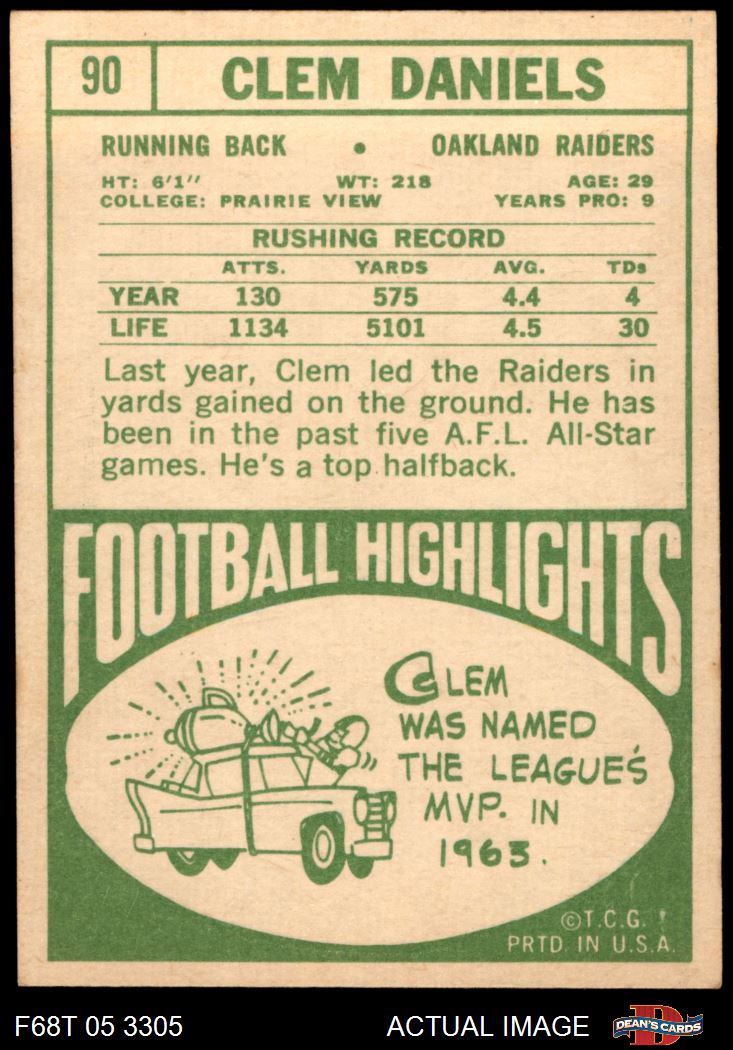 90 CLEM DANIELS
RUNNING BACK • OAKLAND RAIDERS
HT: 6'1" WT: 218 AGE: 29
COLLEGE: PRAIRIE VIEW YEARS PRO: 9
RUSHING RECORD
ATTS. YARDS AVG. TDs
YEAR 130 575 4.4 4
LIFE 1134 5101 4.5 30
Last year, Clem led the Raiders in
yards gained on the ground. He has
been in the past five A.F.L. All-Star
games. He's a top halfback.
FOOTBALL HIGHLIGHTS
CLEM
WAS NAMED
THE LEAGUE'S
MVP. IN
1963.
©T.C.G.
PRTD. IN U.S.A.
F68T 05 3305 ACTUAL IMAGE
D
DEAN'S CARDS